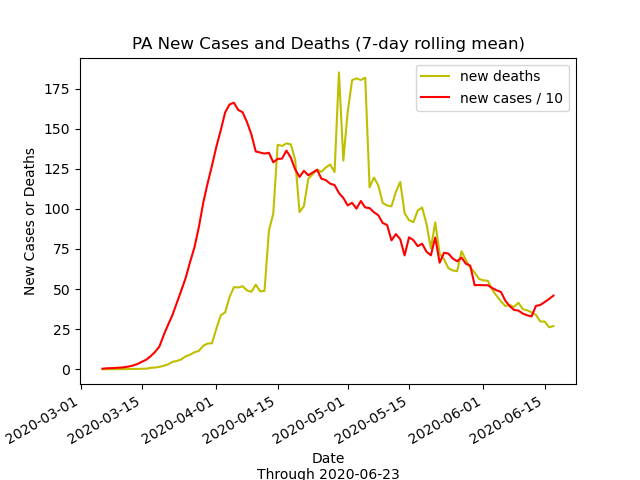 PA New Cases and Deaths (7-day rolling mean)
new deaths
new cases / 10
New Cases or Deaths
175
150
125
100
75
50
25
0
2020-03-01
2020-03-15
2020-04-01
2020-04-15
2020-05-01
2020-05-15
2020-06-01
2020-06-15
Date
Through 2020-06-23